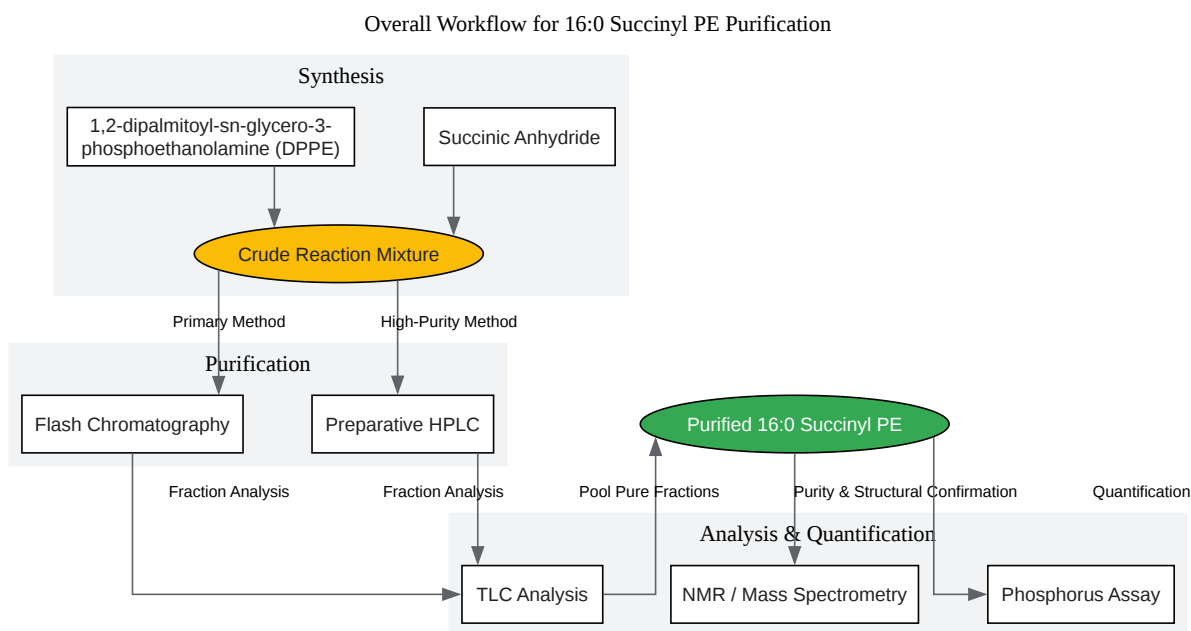 Overall Workflow for 16:0 Succinyl PE Purification
Synthesis
1,2-dipalmitoyl-sn-glycero-3-
phosphoethanolamine (DPPE)
Succinic Anhydride
Crude Reaction Mixture
Primary Method
High-Purity Method
Purification
Flash Chromatography
Preparative HPLC
Purified 16:0 Succinyl PE
Fraction Analysis
Fraction Analysis
Pool Pure Fractions
Purity & Structural Confirmation
Quantification
Analysis & Quantification
TLC Analysis
NMR / Mass Spectrometry
Phosphorus Assay